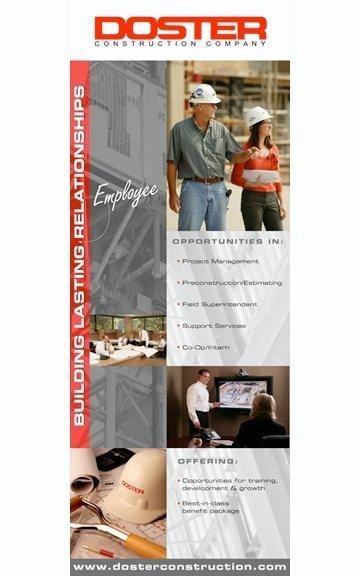 DOSTER
CONSTRUCTION COMPANY
BUILDING LASTING RELATIONSHIPS
Employee
OPPORTUNITIES IN:
• Project Management
• Preconstruction/Estimating
• Field Superintendent
• Support Services
• Co-Op/Intern
DOSTER
OFFERING:
• Opportunities for training,
development & growth
• Best-in-class
benefit package
www.dosterconstruction.com